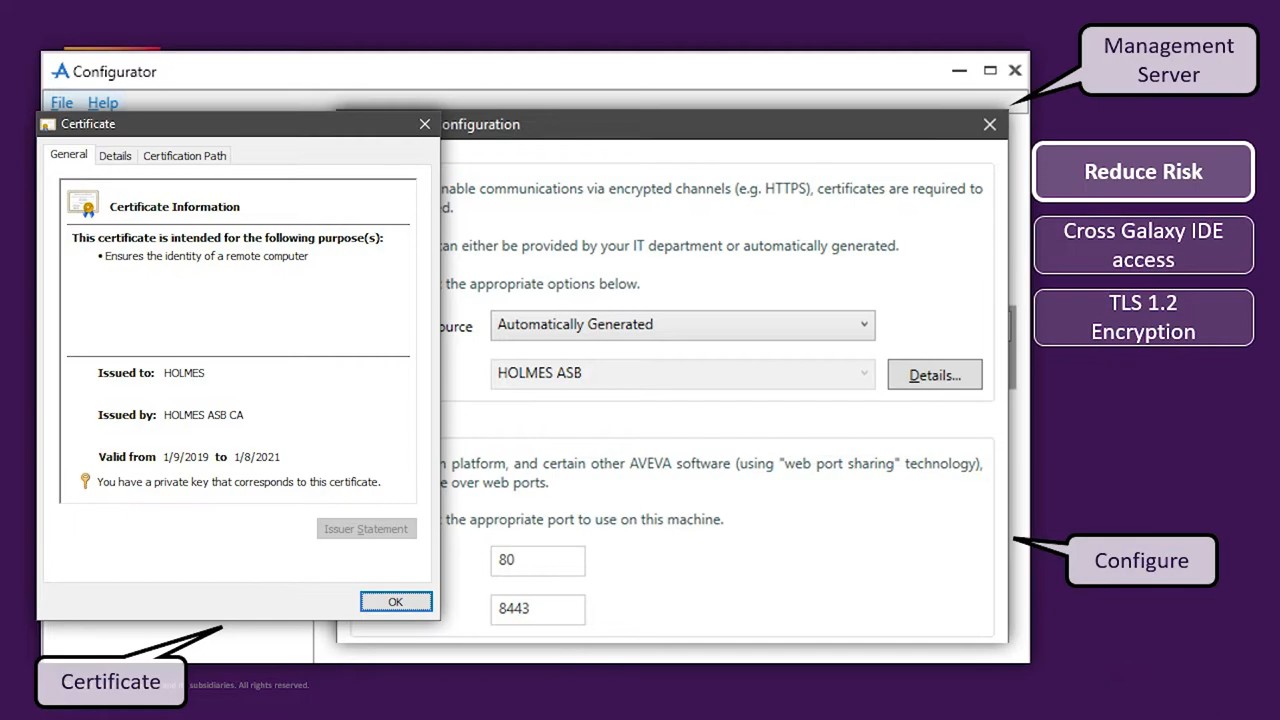 Management
Server
Configurator
File Help
Certificate
onfiguration
General Details Certification Path
Reduce Risk
nable communications via encrypted channels (e.g. HTTPS), certificates are required to
d.
Certificate Information
This certificate is intended for the following purpose(s):
• Ensures the identity of a remote computer
can either be provided by your IT department or automatically generated.
Cross Galaxy IDE
access
t the appropriate options below.
TLS 1.2
Encryption
ource Automatically Generated
HOLMES ASB Details...
Issued to: HOLMES
Issued by: HOLMES ASB CA
Valid from 1/9/2019 to 1/8/2021
You have a private key that corresponds to this certificate.
m platform, and certain other AVEVA software (using "web port sharing" technology),
e over web ports.
t the appropriate port to use on this machine.
Issuer Statement
80
Configure
OK
8443
Certificate
subsidiaries. All rights reserved.